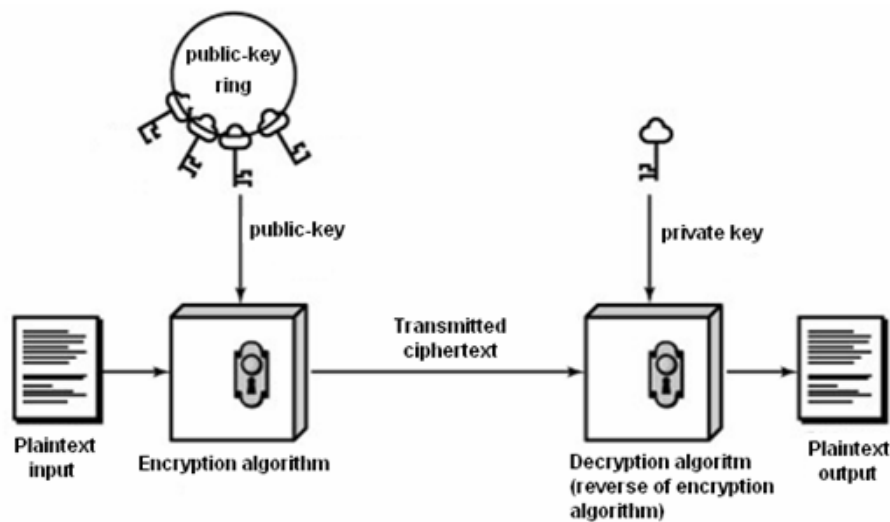 public-key
ring
public-key
private key
Transmitted
ciphertext
Plaintext
input
Encryption algorithm
Decryption algoritm
(reverse of encryption
algorithm)
Plaintext
output